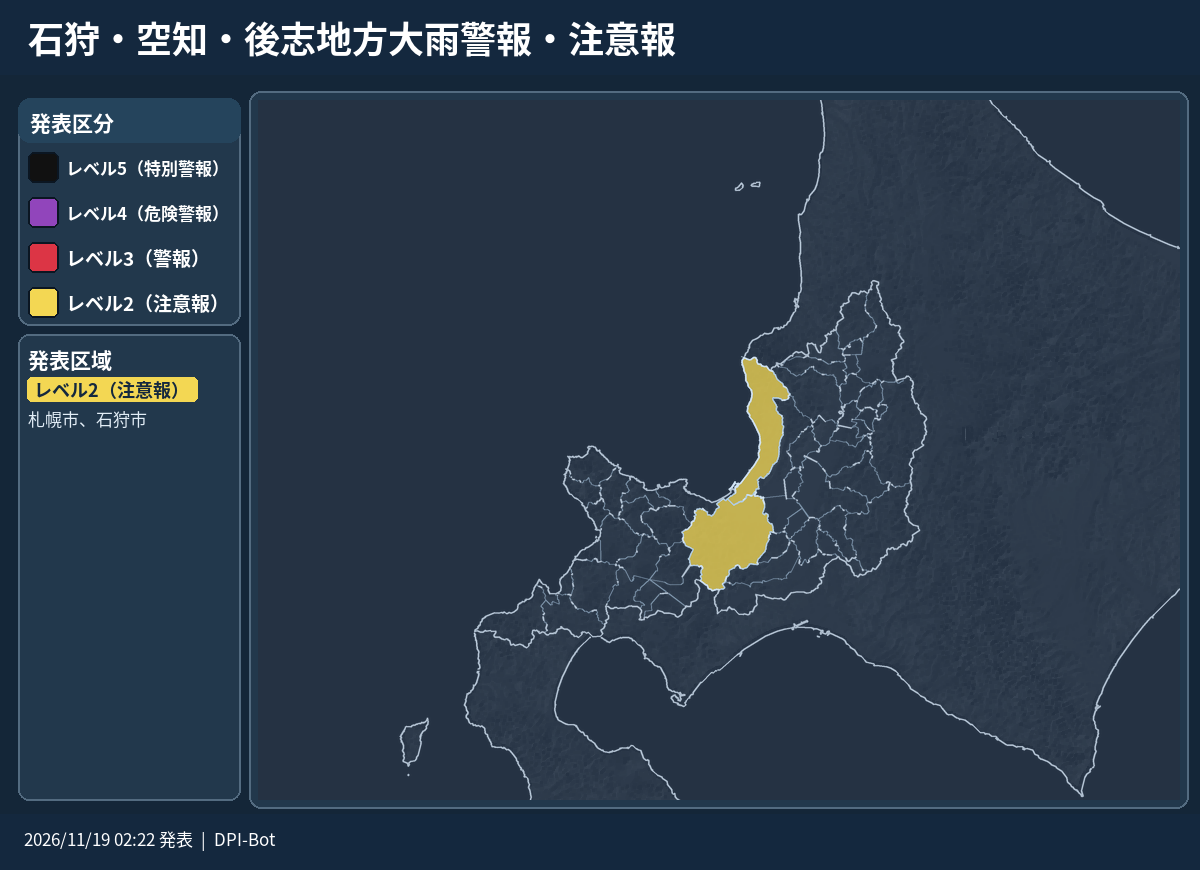 石狩・空知・後志地方大雨警報・注意報
発表区分
レベル5（特別警報）
レベル4（危険警報）
レベル3（警報）
レベル2（注意報）
発表区域
レベル2（注意報）
札幌市、石狩市
2026/11/19 02:22 発表｜DPI-Bot